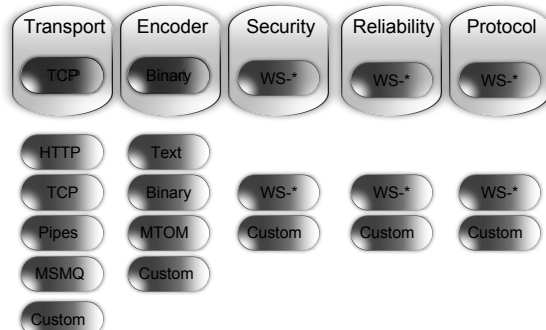 Transport Encoder Security Reliability Protocol
TCP Binary WS-* WS-* WS-*
HTTP Text
TCP Binary WS-* WS-* WS-*
Pipes MTOM Custom Custom Custom
MSMQ Custom
Custom